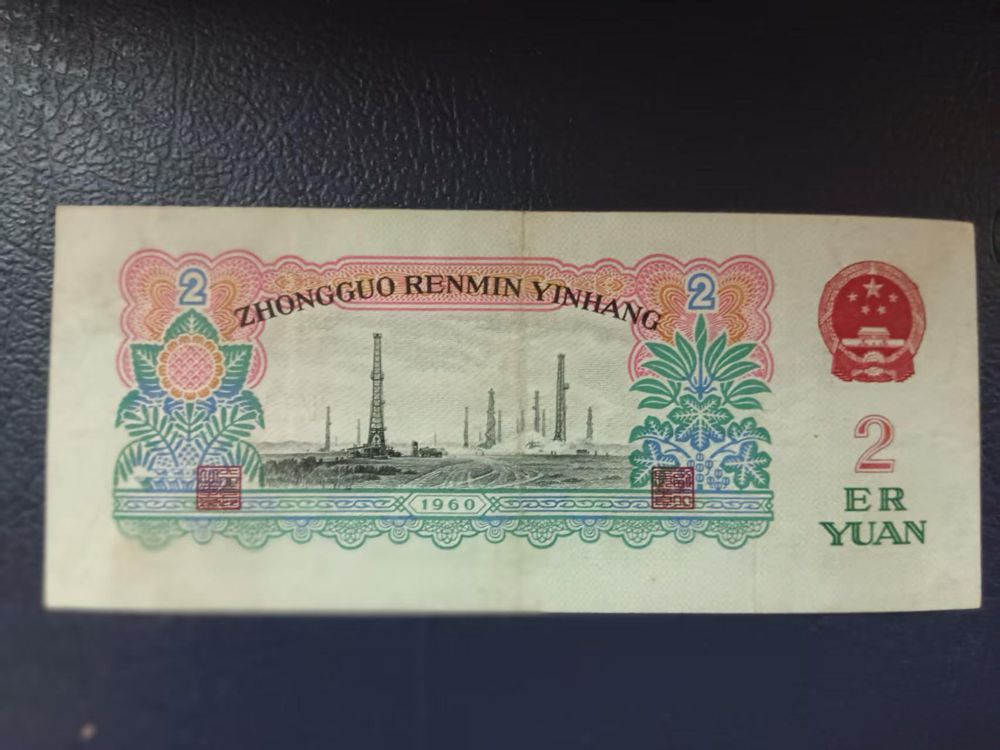 2 2
ZHONGGUO RENMIN YINHANG
1960
2
ER
YUAN